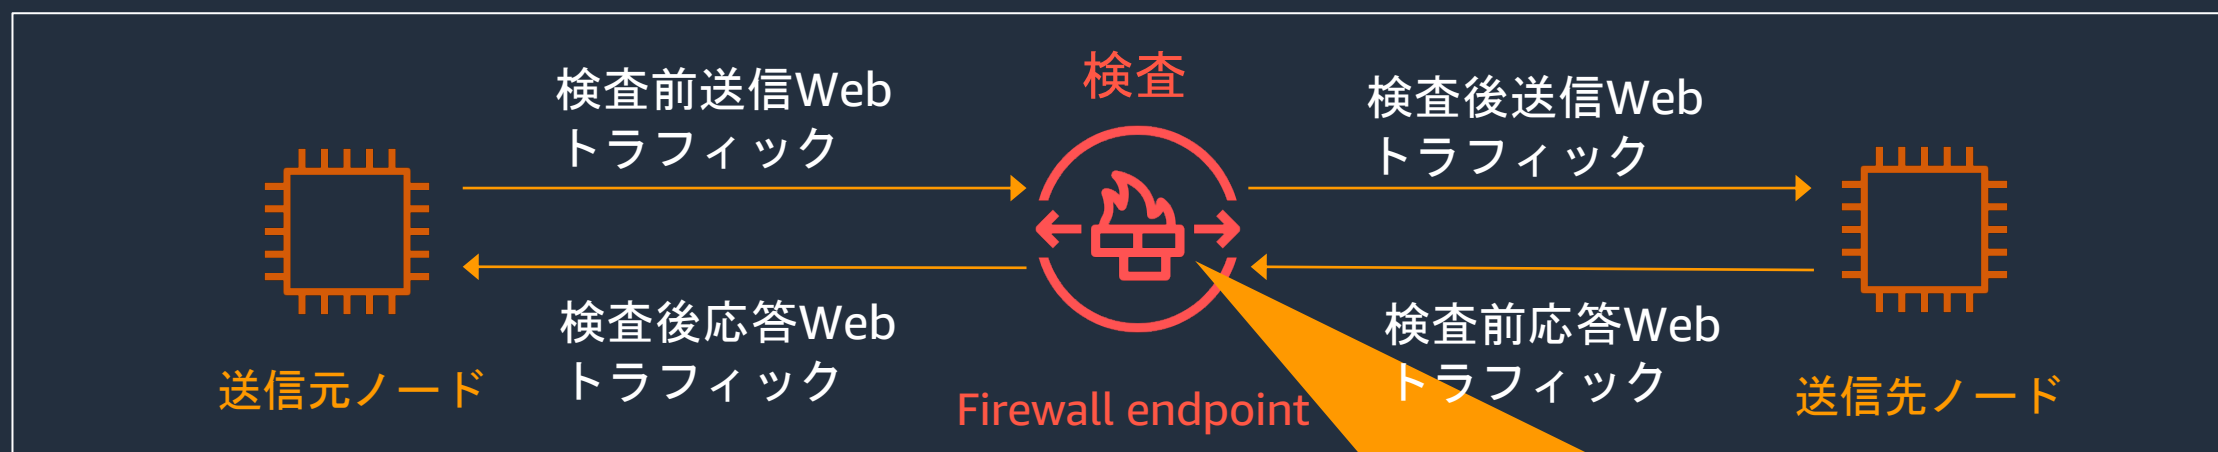 検査
検査前送信Web
トラフィック
検査後送信Web
トラフィック
検査後応答Web
トラフィック
検査前応答Web
トラフィック
送信元ノード
Firewall endpoint
送信先ノード